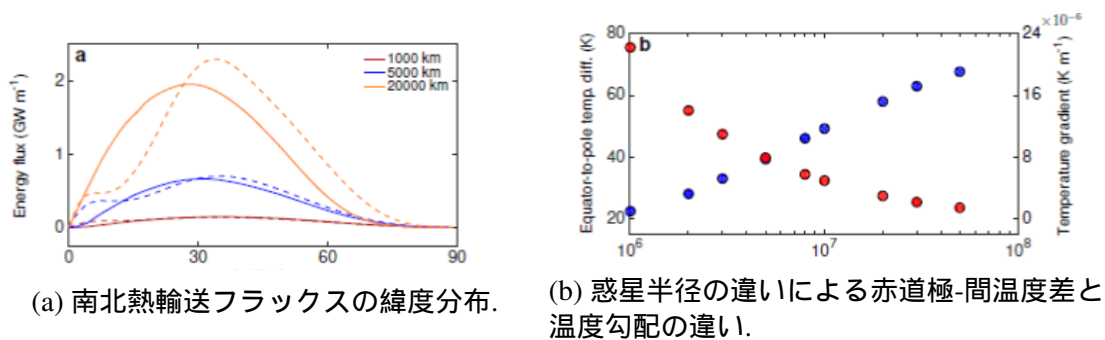 a
1000 km
5000 km
20000 km
Energy flux (GW m⁻¹)
2
1
0
0
30
60
90
(a) 南北熱輸送フラックスの緯度分布.
b
×10⁻⁶
Equator-to-pole temp. diff. (K)
80
60
40
20
24
16
8
0
Temperature gradient (K m⁻¹)
10⁶
10⁷
10⁸
(b) 惑星半径の違いによる赤道極-間温度差と
温度勾配の違い.